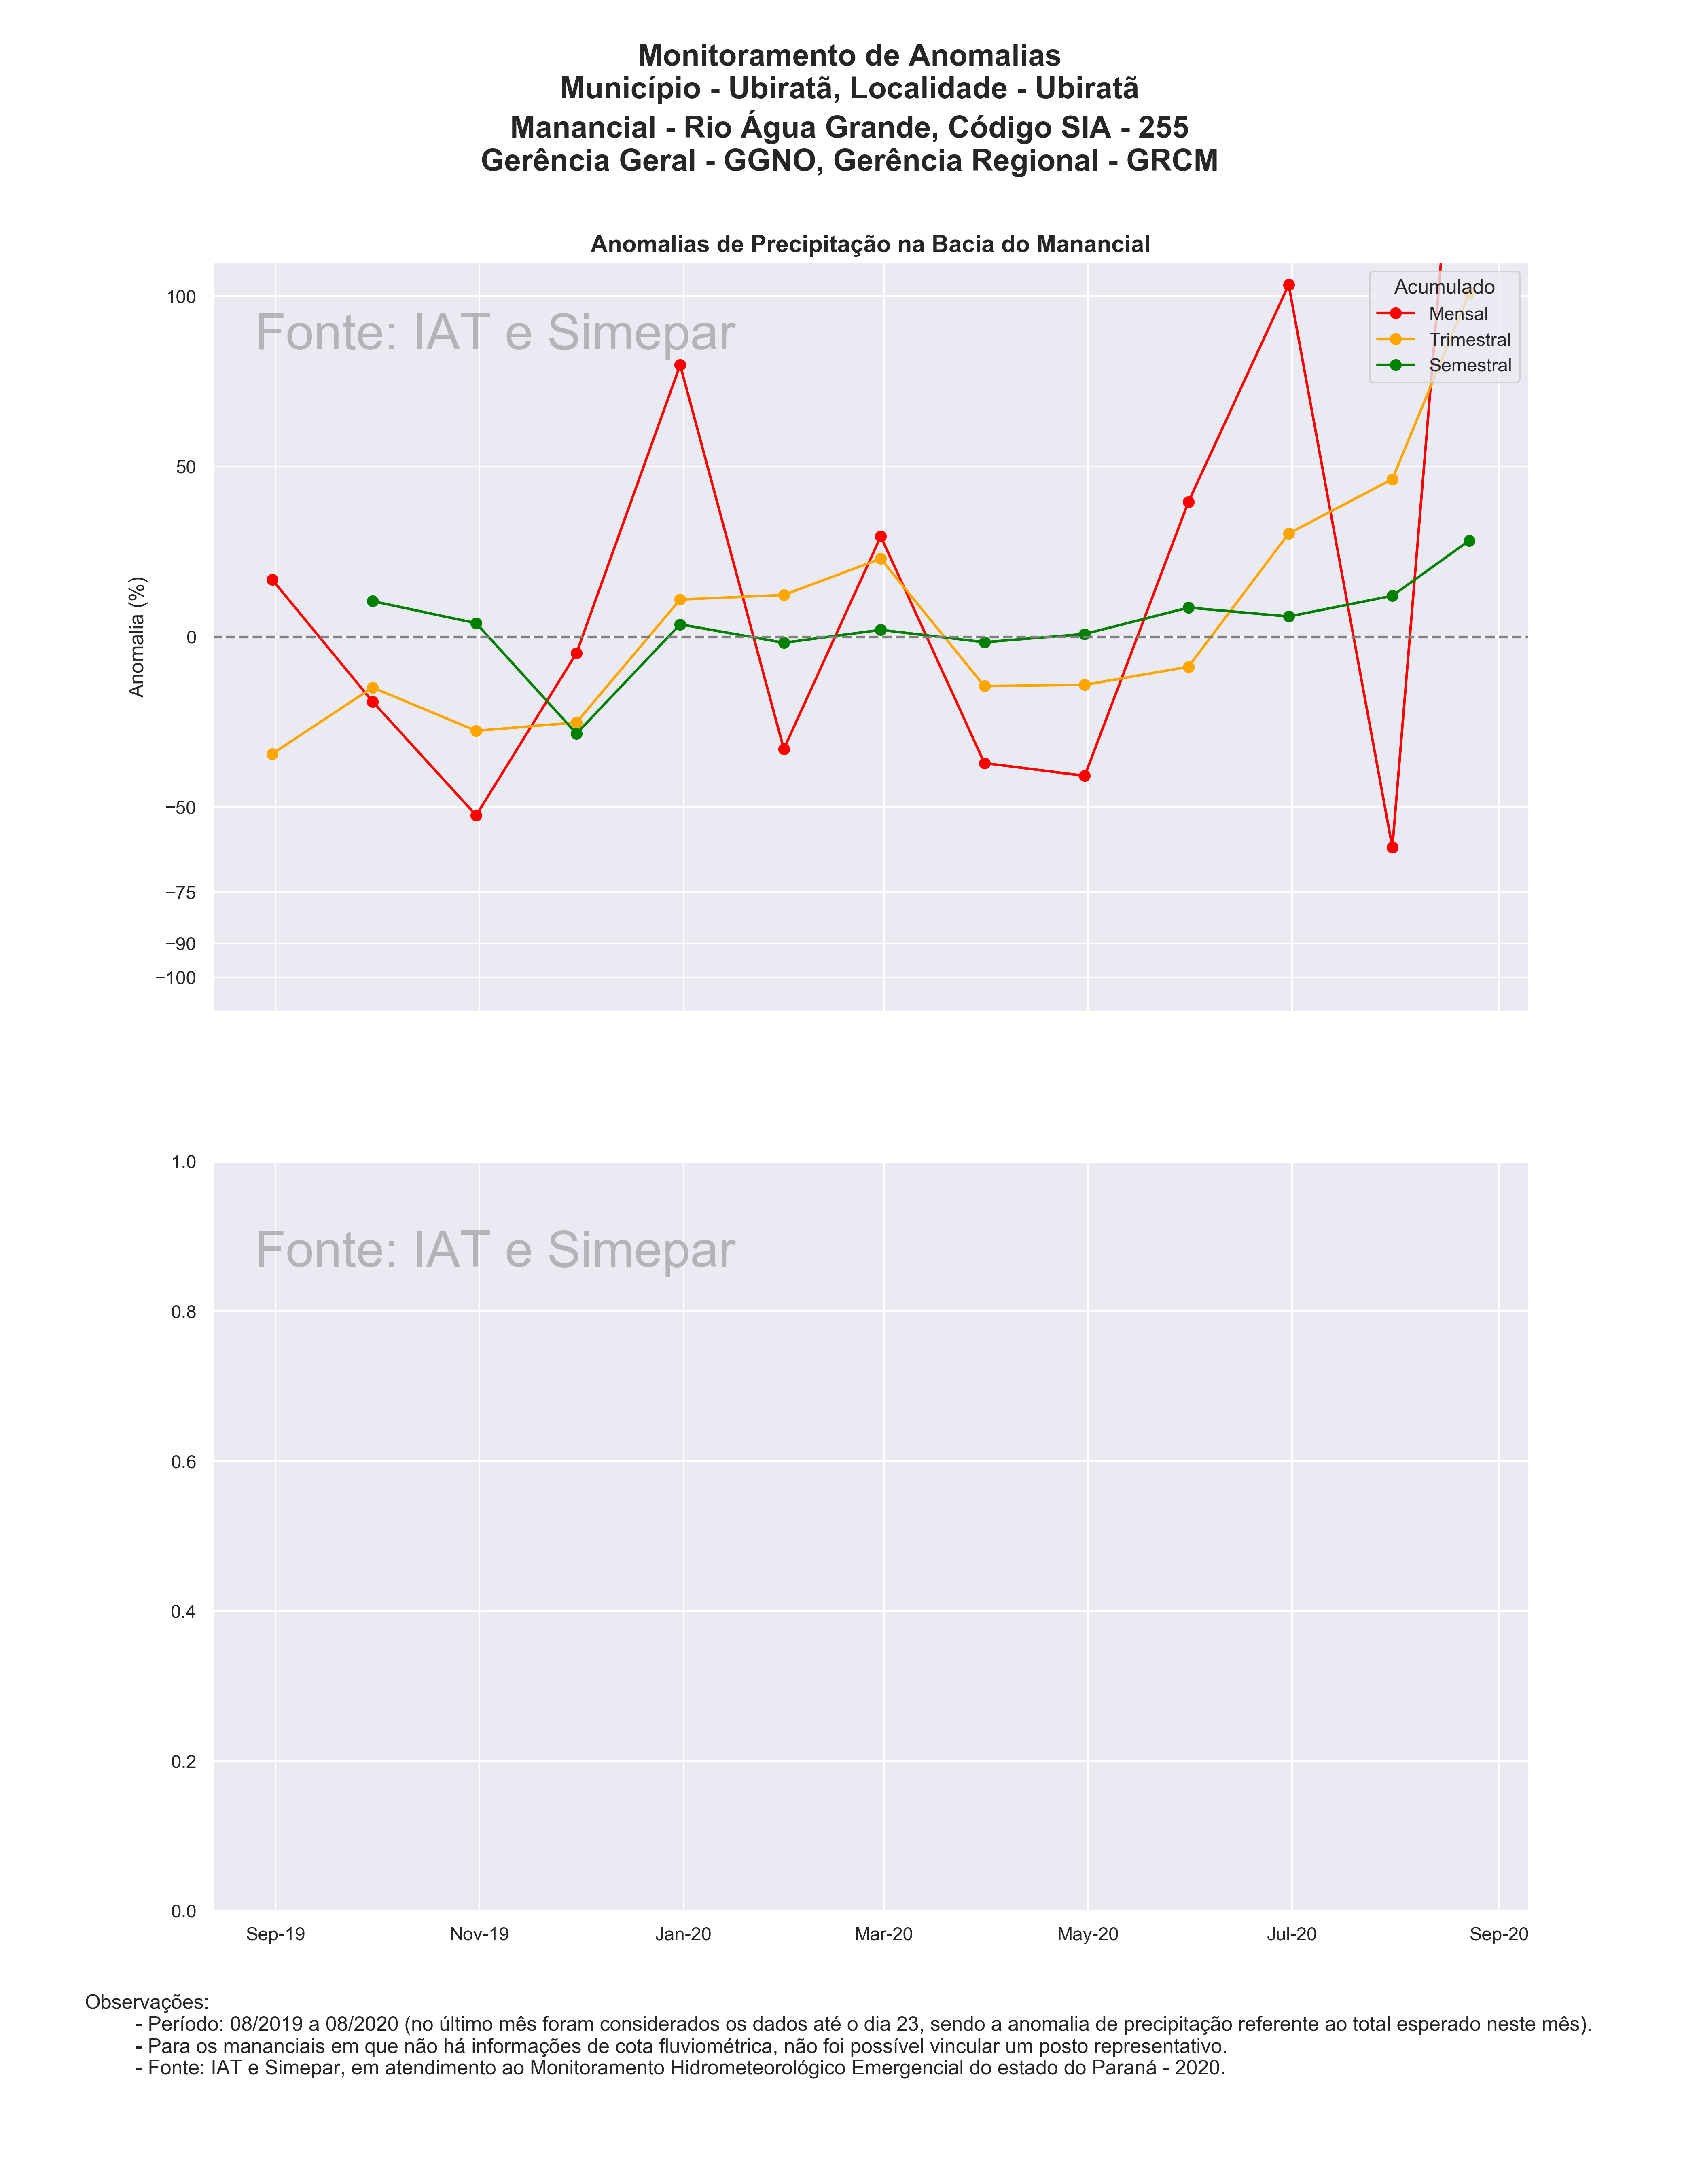 Monitoramento de Anomalias
Município - Ubiratã, Localidade - Ubiratã
Manancial - Rio Água Grande, Código SIA - 255
Gerência Geral - GGNO, Gerência Regional - GRCM
Anomalias de Precipitação na Bacia do Manancial
Fonte: IAT e Simepar
Acumulado
Mensal
Trimestral
Semestral
Anomalia (%)
100
50
0
−50
−75
−90
−100
Fonte: IAT e Simepar
1.0
0.8
0.6
0.4
0.2
0.0
Sep-19 Nov-19 Jan-20 Mar-20 May-20 Jul-20 Sep-20
Observações:
- Período: 08/2019 a 08/2020 (no último mês foram considerados os dados até o dia 23, sendo a anomalia de precipitação referente ao total esperado neste mês).
- Para os mananciais em que não há informações de cota fluviométrica, não foi possível vincular um posto representativo.
- Fonte: IAT e Simepar, em atendimento ao Monitoramento Hidrometeorológico Emergencial do estado do Paraná - 2020.